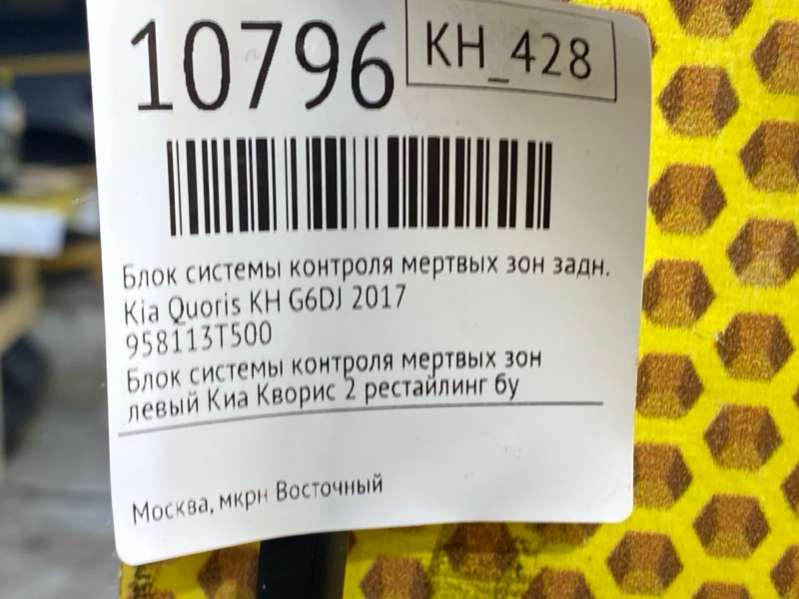 10796
KH_428
Блок системы контроля мертвых зон задн.
Kia Quoris KH G6DJ 2017
958113T500
Блок системы контроля мертвых зон
левый Киа Кворис 2 рестайлинг бу
Москва, мкрн Восточный